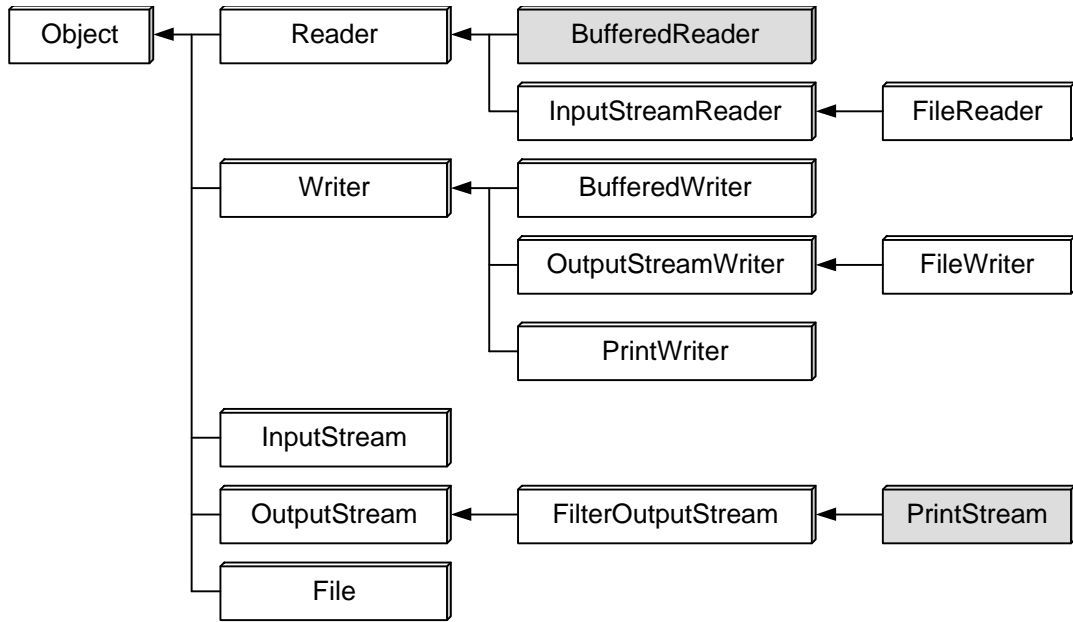 Object
Reader
BufferedReader
InputStreamReader
FileReader
Writer
BufferedWriter
OutputStreamWriter
FileWriter
PrintWriter
InputStream
OutputStream
FilterOutputStream
PrintStream
File